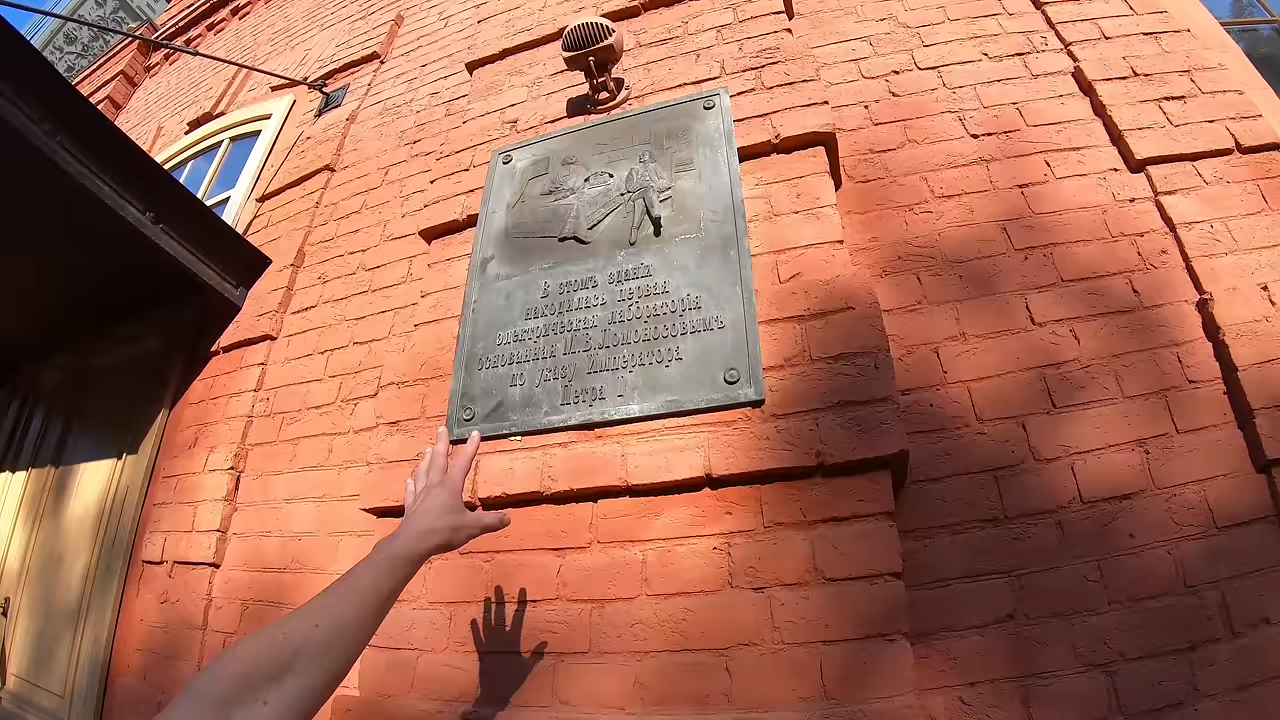 В этомъ зданіи
находилась первая
электрическая лабораторія
основанная М.В.Ломоносовымъ
по указу Императора
Петра I